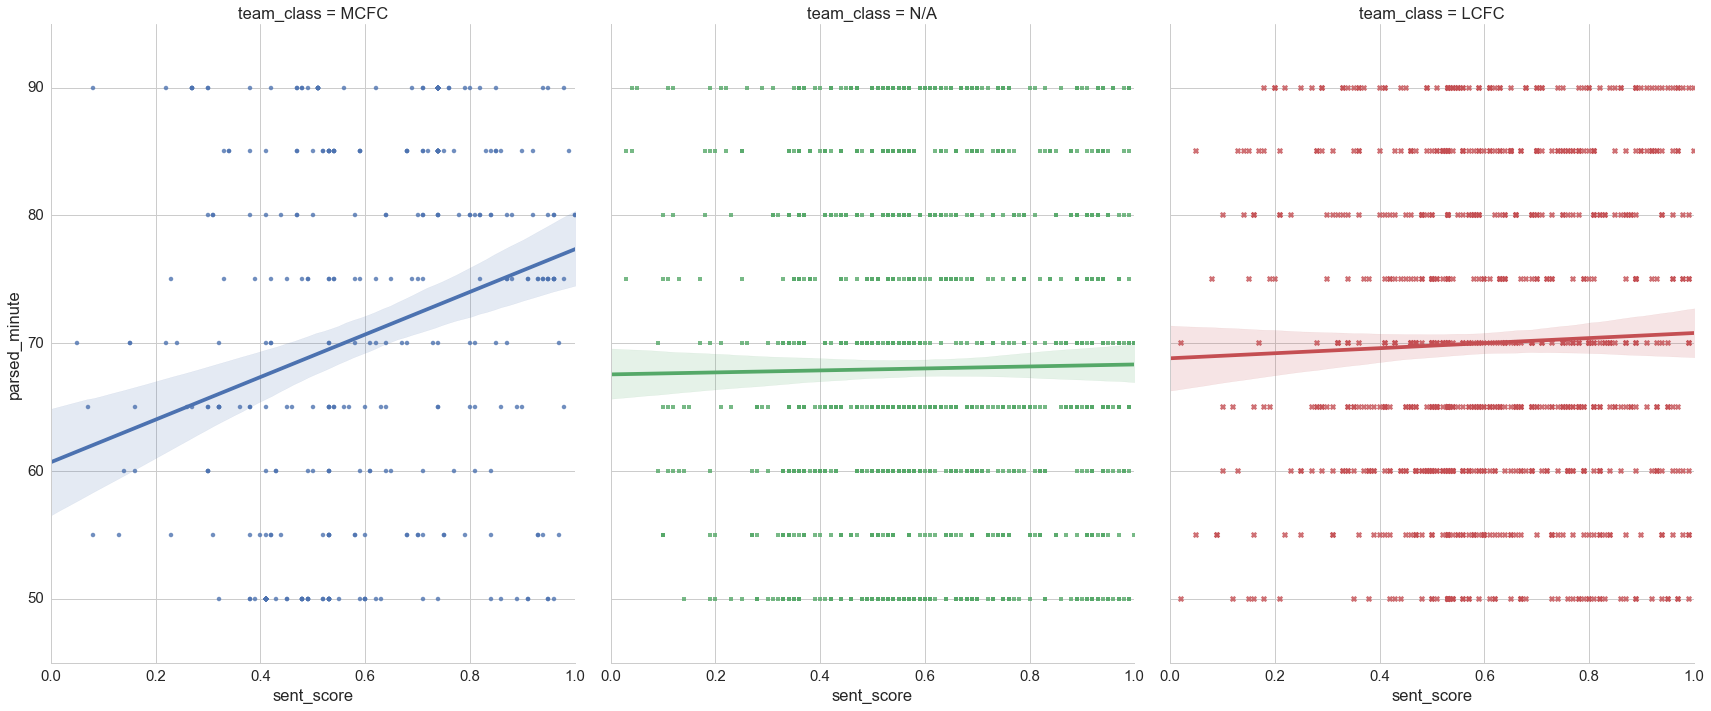 team_class = MCFC
team_class = N/A
team_class = LCFC
parsed_minute
90
80
70
60
50
0.0 0.2 0.4 0.6 0.8 1.0
0.0 0.2 0.4 0.6 0.8 1.0
0.0 0.2 0.4 0.6 0.8 1.0
sent_score
sent_score
sent_score